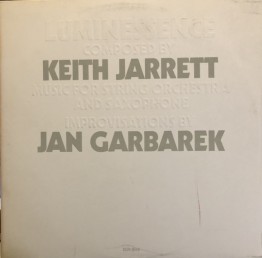 LUMINESSENCE
COMPOSED BY
KEITH JARRETT
MUSIC FOR STRING ORCHESTRA
AND SAXOPHONE
IMPROVISATIONS BY
JAN GARBAREK